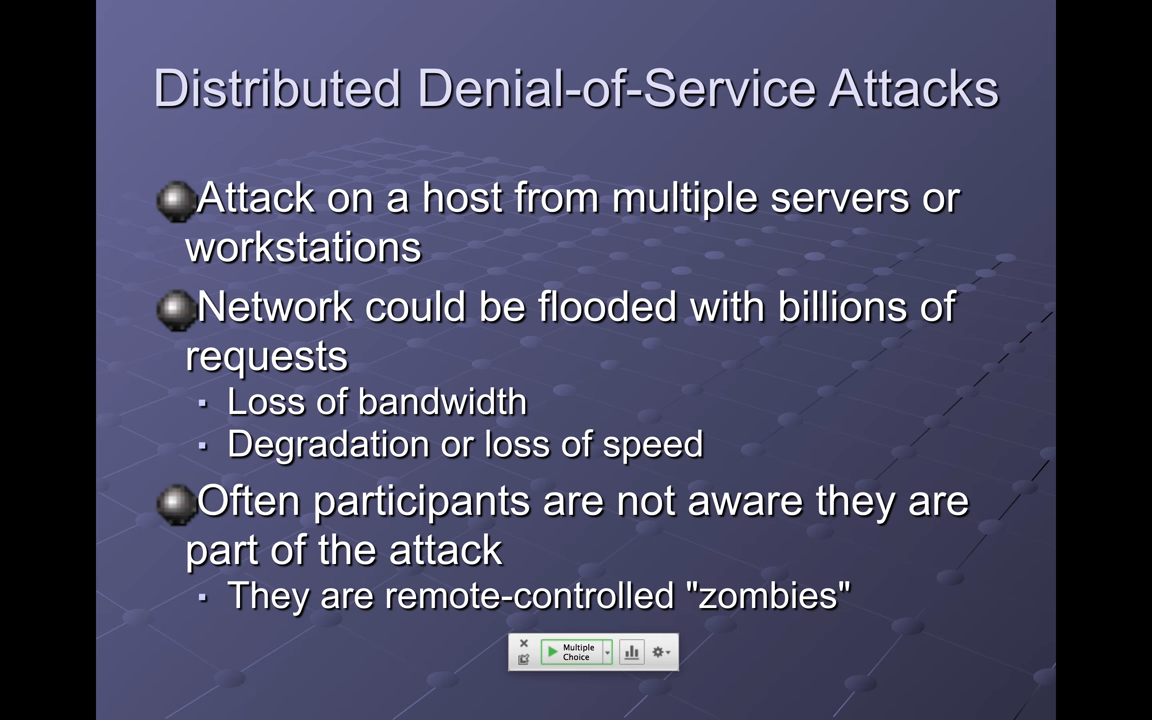 Distributed Denial-of-Service Attacks
Attack on a host from multiple servers or
workstations
Network could be flooded with billions of
requests
Loss of bandwidth
Degradation or loss of speed
Often participants are not aware they are
part of the attack
They are remote-controlled "zombies"
Multiple
Choice